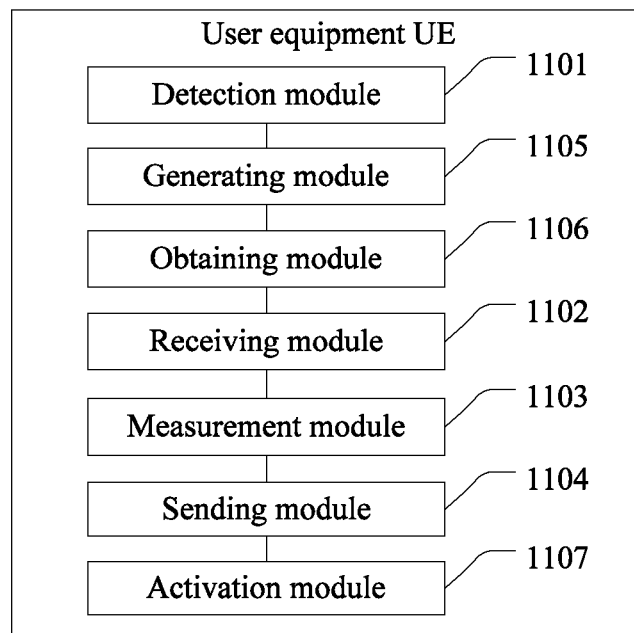 User equipment UE
Detection module 1101
Generating module 1105
Obtaining module 1106
Receiving module 1102
Measurement module 1103
Sending module 1104
Activation module 1107